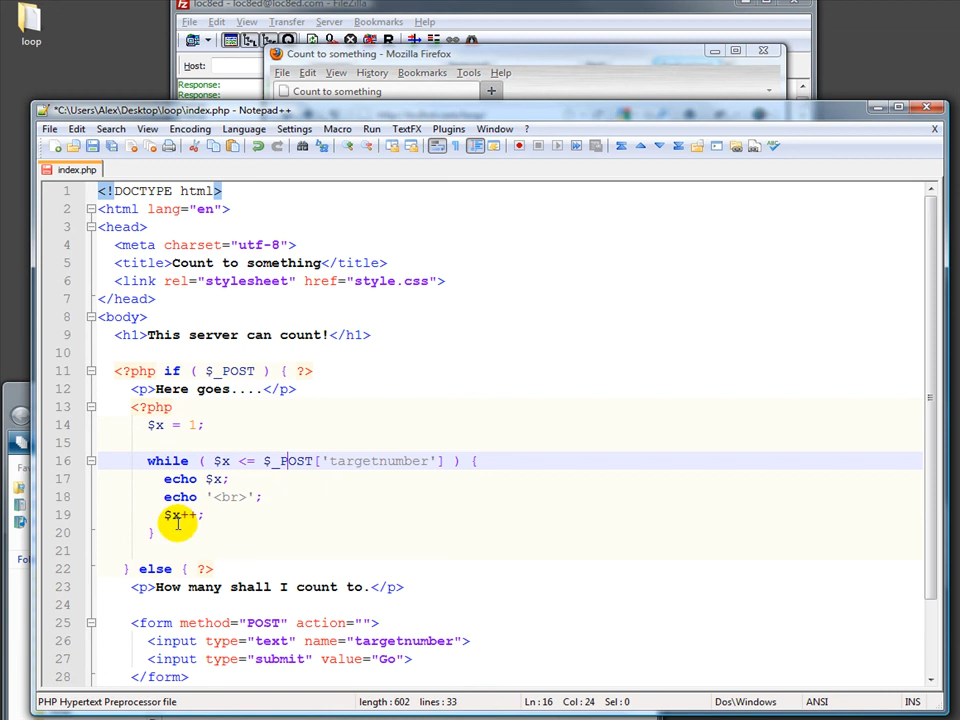 loc8ed - loc8ed@loc8ed.com - FileZilla
File Edit View Transfer Server Bookmarks Help
Host:
Response:
Response:
Count to something - Mozilla Firefox
File Edit View History Bookmarks Tools Help
Count to something
loop
*C:\Users\Alex\Desktop\loop\index.php - Notepad++
File Edit Search View Encoding Language Settings Macro Run TextFX Plugins Window ? X
index.php
1 <!DOCTYPE html>
2 <html lang="en">
3 <head>
4 <meta charset="utf-8">
5 <title>Count to something</title>
6 <link rel="stylesheet" href="style.css">
7 </head>
8 <body>
9 <h1>This server can count!</h1>
10
11 <?php if ( $_POST ) { ?>
12 <p>Here goes....</p>
13 <?php
14 $x = 1;
15
16 while ( $x <= $_POST['targetnumber'] ) {
17 echo $x;
18 echo '<br>';
19 $x++;
20 }
21
22 } else { ?>
23 <p>How many shall I count to.</p>
24
25 <form method="POST" action="">
26 <input type="text" name="targetnumber">
27 <input type="submit" value="Go">
28 </form>
PHP Hypertext Preprocessor file length : 602 lines : 33 Ln : 16 Col : 24 Sel : 0 Dos\Windows ANSI INS